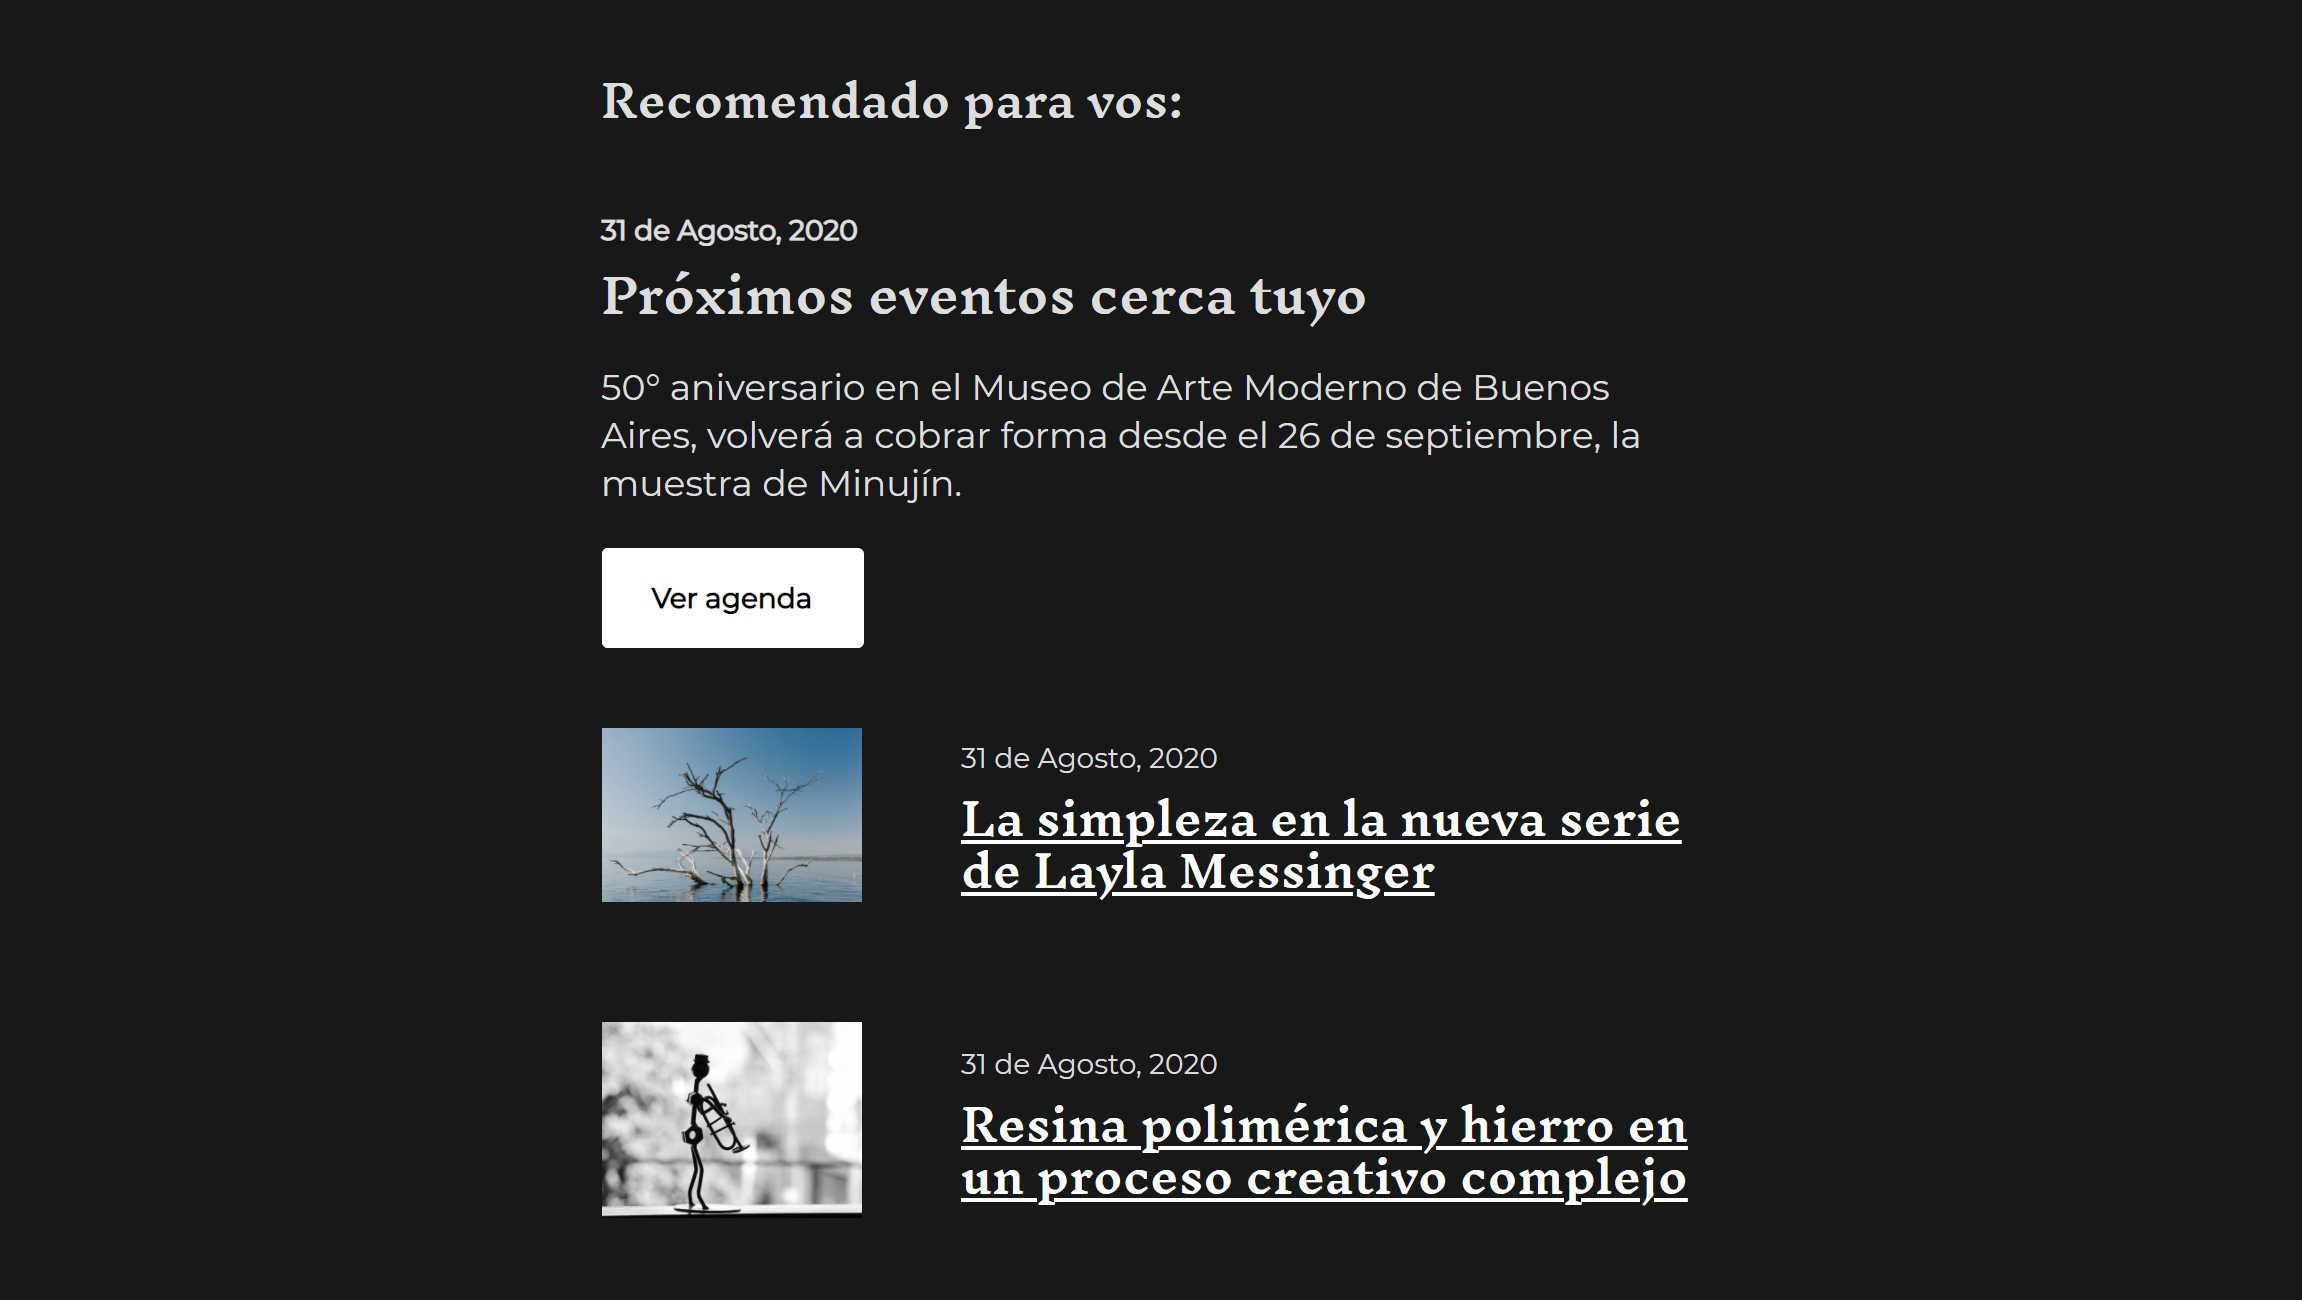 Recomendado para vos:
31 de Agosto, 2020
Próximos eventos cerca tuyo
50° aniversario en el Museo de Arte Moderno de Buenos
Aires, volverá a cobrar forma desde el 26 de septiembre, la
muestra de Minujín.
Ver agenda
31 de Agosto, 2020
La simpleza en la nueva serie
de Layla Messinger
31 de Agosto, 2020
Resina polimérica y hierro en
un proceso creativo complejo